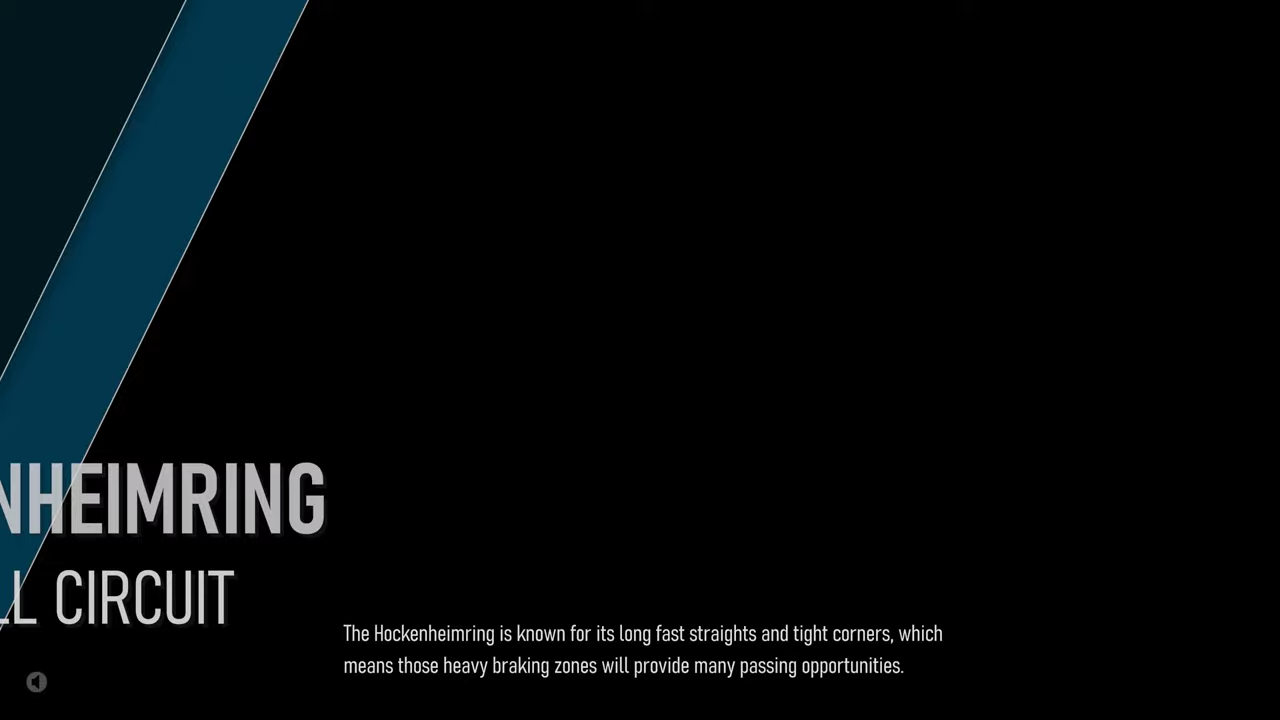 NHEIMRING
LL CIRCUIT
The Hockenheimring is known for its long fast straights and tight corners, which
means those heavy braking zones will provide many passing opportunities.